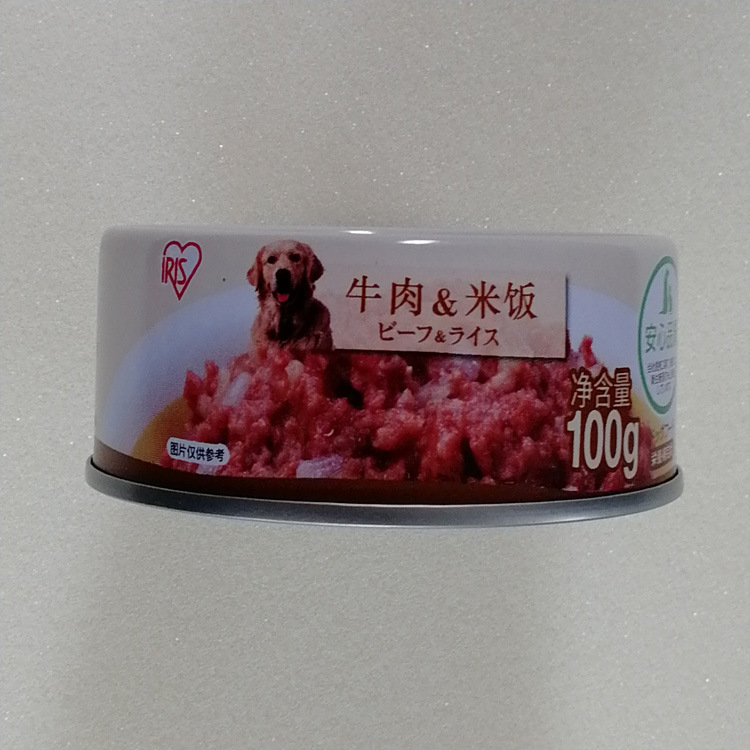 IRIS
牛肉&米饭
ビーフ&ライス
净含量
100g
图片仅供参考
安心品